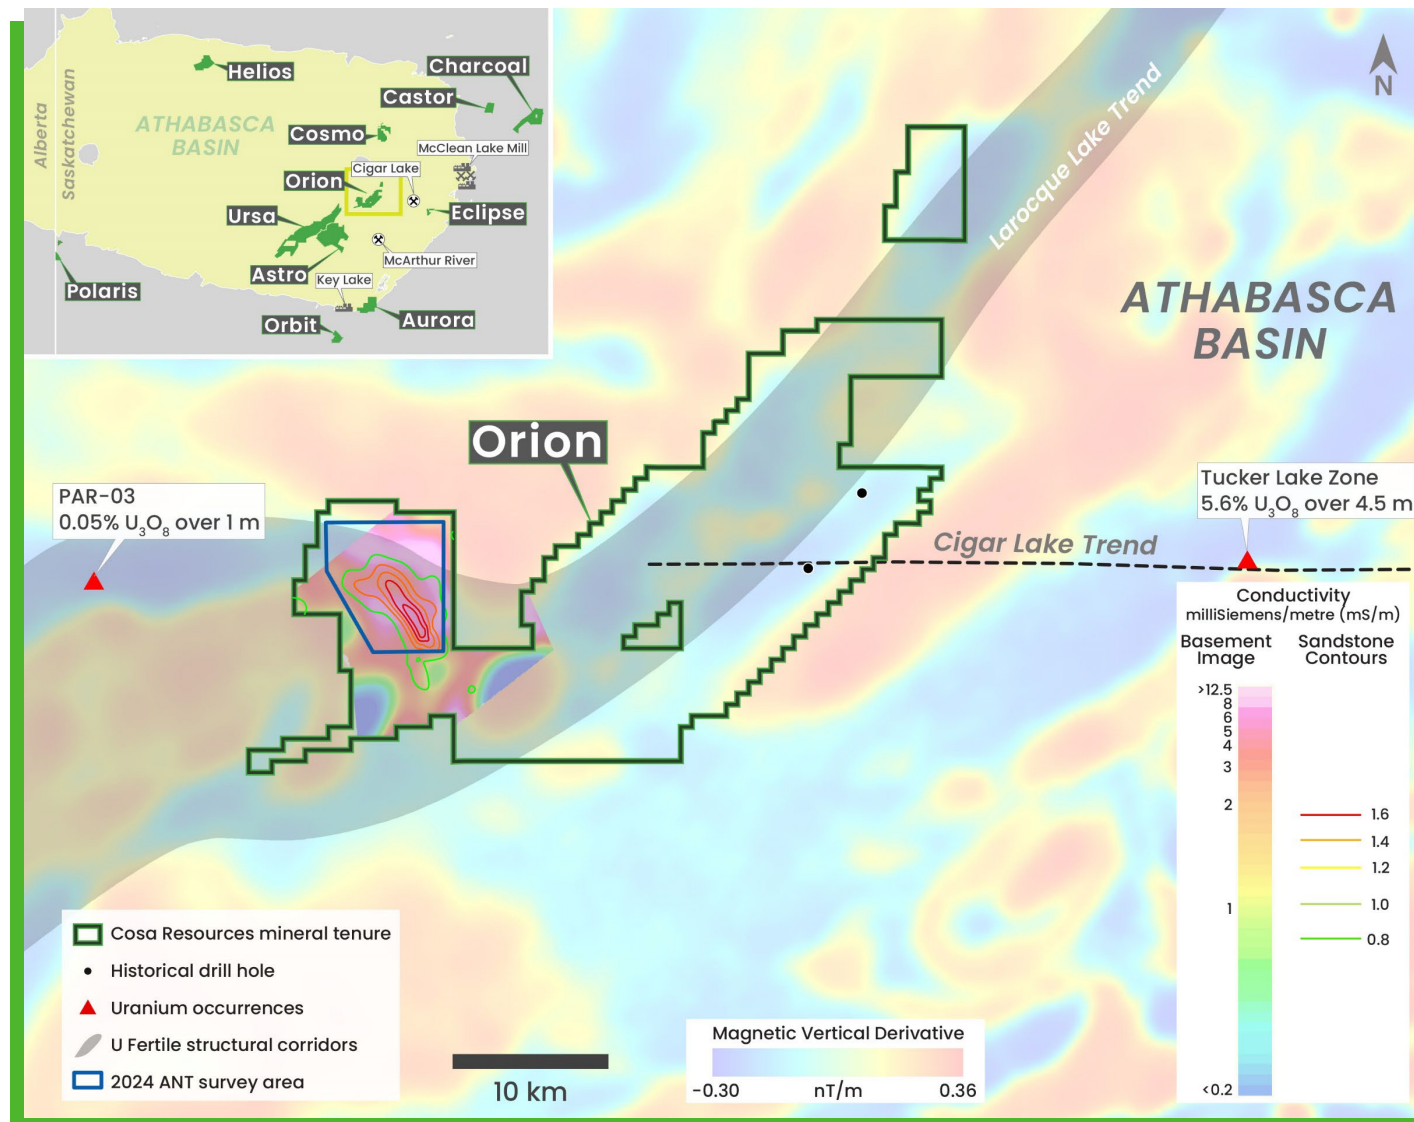 Alberta
Saskatchewan
ATHABASCA
BASIN
Helios
Charcoal
Castor
Cosmo
McClean Lake Mill
Cigar Lake
Orion
Ursa
Eclipse
McArthur River
Astro
Key Lake
Polaris
Orbit
Aurora
N
Larocque Lake Trend
ATHABASCA
BASIN
Orion
PAR-03
0.05% U3O8 over 1 m
Tucker Lake Zone
5.6% U3O8 over 4.5 m
Cigar Lake Trend
Conductivity
milliSiemens/metre (mS/m)
Basement
Image
Sandstone
Contours
>12.5
8
6
5
4
3
2
1
<0.2
1.6
1.4
1.2
1.0
0.8
Cosa Resources mineral tenure
Historical drill hole
Uranium occurrences
U Fertile structural corridors
2024 ANT survey area
10 km
Magnetic Vertical Derivative
-0.30 nT/m 0.36